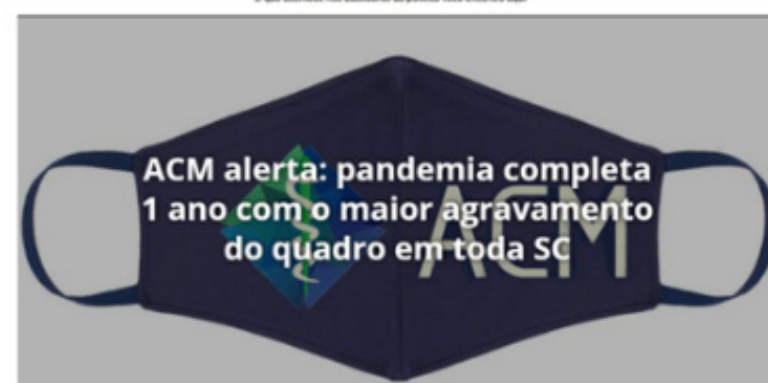 ACM alerta: pandemia completa
1 ano com o maior agravamento
do quadro em toda SC
ACM